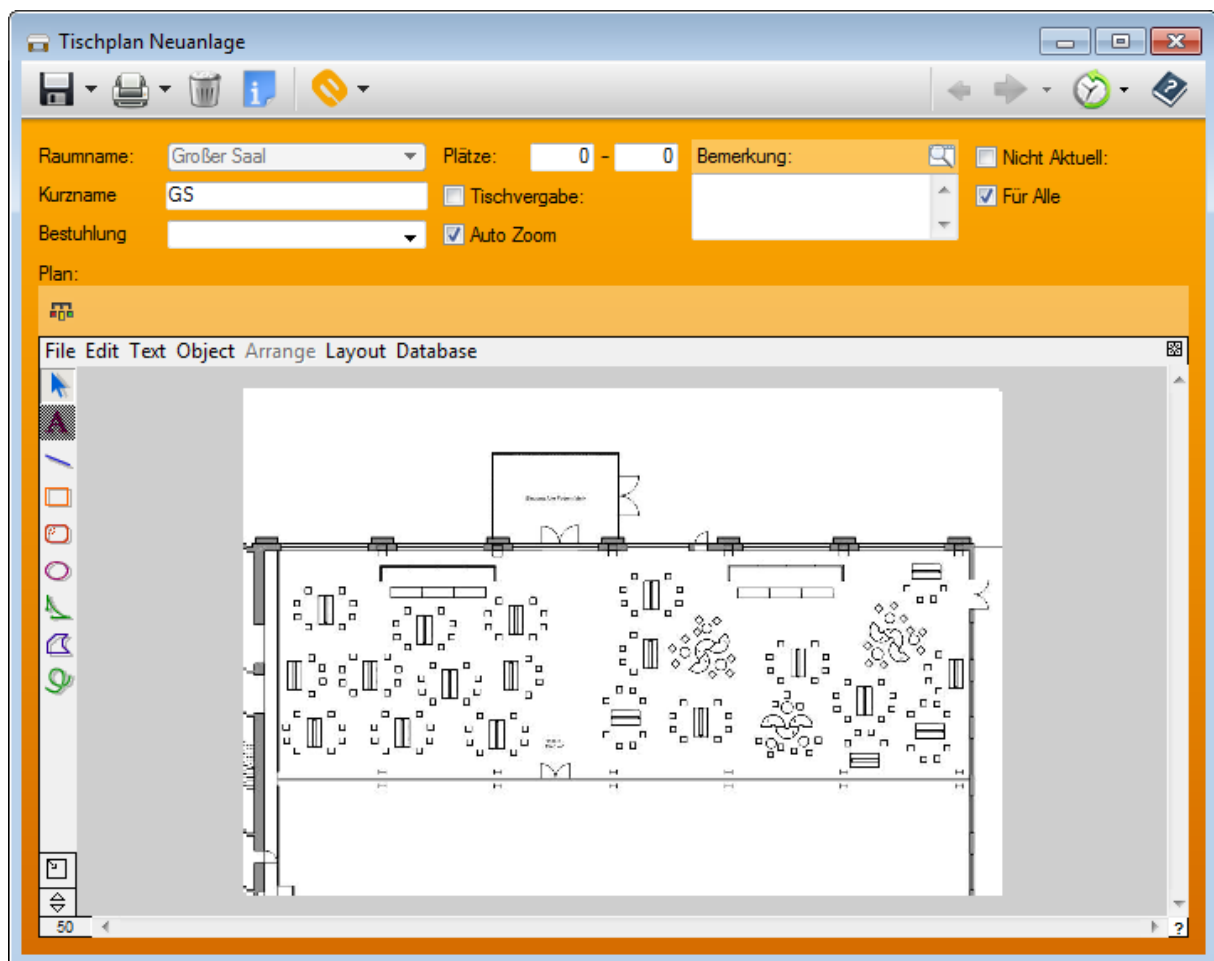 Tischplan Neuanlage
Raumname: Großer Saal Plätze: 0 - 0 Bemerkung: Nicht Aktuell:
Kurzname GS Tischvergabe: Für Alle
Bestuhlung Auto Zoom
Plan:
File Edit Text Object Arrange Layout Database
A
50 ?